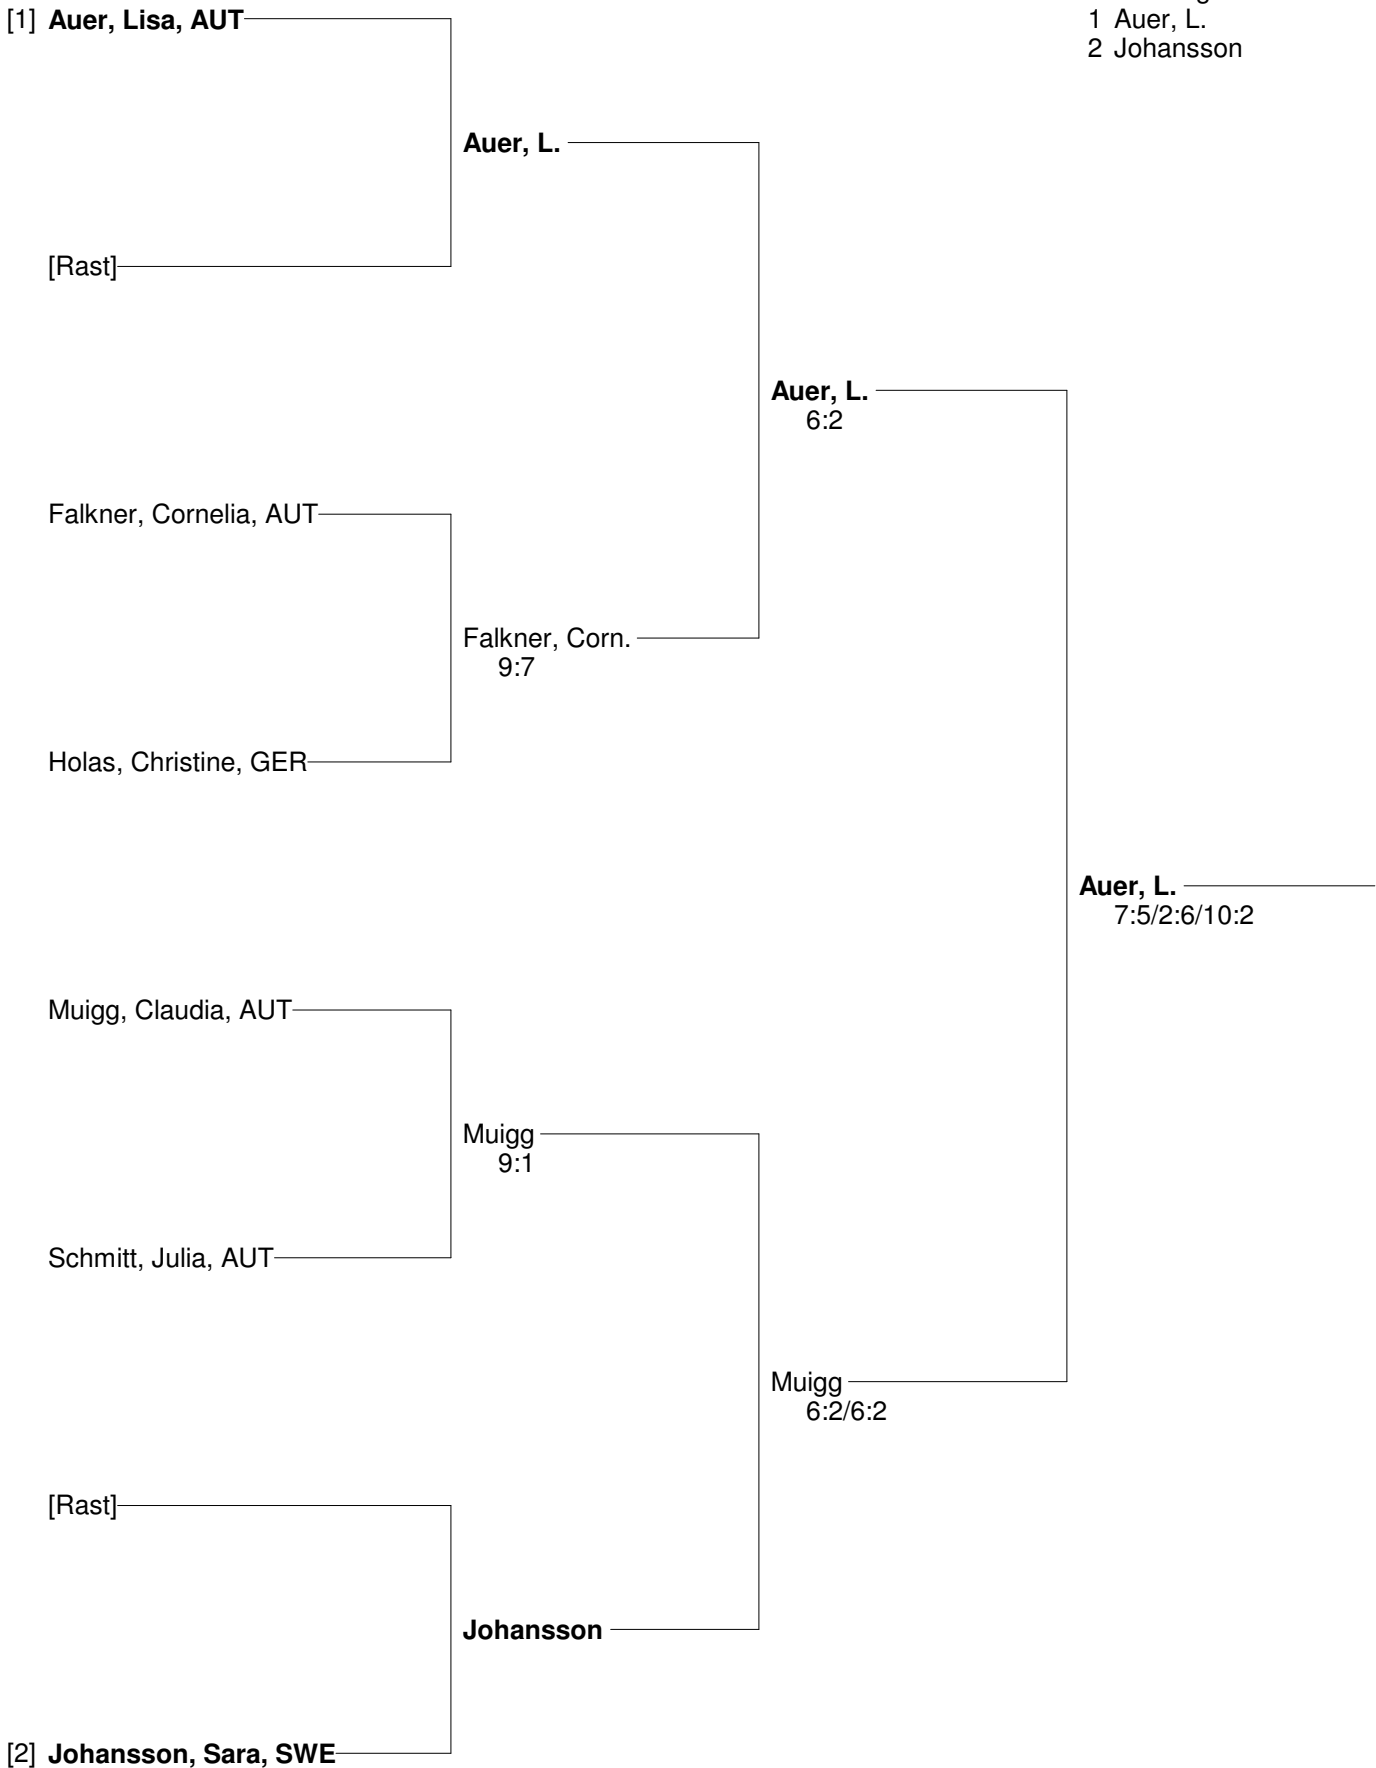 [1] Auer, Lisa, AUT
1 Auer, L.
2 Johansson
Auer, L.
[Rast]
Auer, L.
6:2
Falkner, Cornelia, AUT
Falkner, Corn.
9:7
Holas, Christine, GER
Auer, L.
7:5/2:6/10:2
Muigg, Claudia, AUT
Muigg
9:1
Schmitt, Julia, AUT
Muigg
6:2/6:2
[Rast]
Johansson
[2] Johansson, Sara, SWE